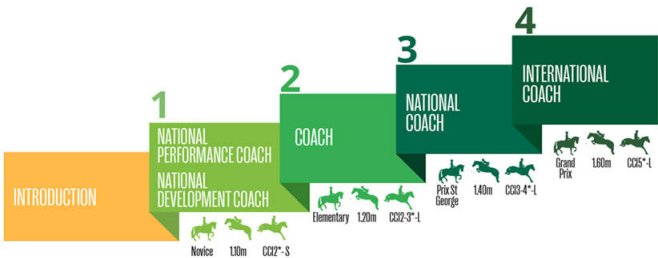 INTRODUCTION
1
NATIONAL
PERFORMANCE COACH
NATIONAL
DEVELOPMENT COACH
Novice 1.10m CCI2*-S
2
COACH
Elementary 1.20m CCI2-3*-L
3
NATIONAL
COACH
Prix St
George 1.40m CCI3-4*-L
4
INTERNATIONAL
COACH
Grand
Prix 1.60m CCI5*-L